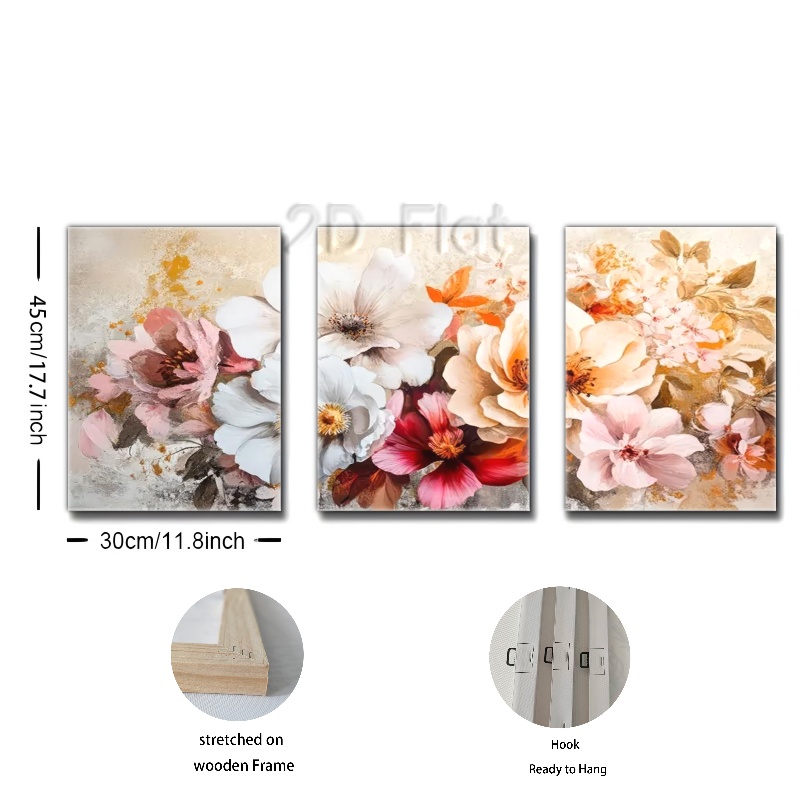 2D Flat
45cm/17.7inch
30cm/11.8inch
stretched on
wooden Frame
Hook
Ready to Hang